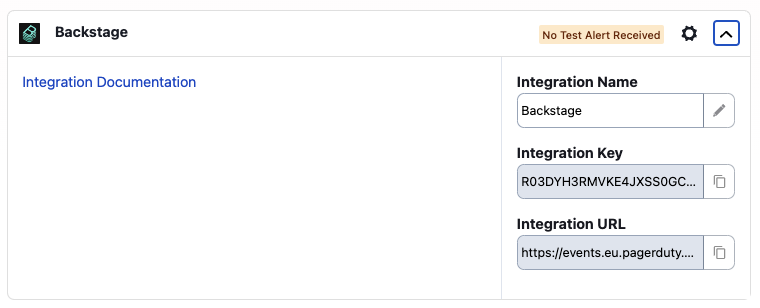 Backstage
No Test Alert Received
Integration Documentation
Integration Name
Backstage
Integration Key
R03DYH3RMVKE4JXSS0GC...
Integration URL
https://events.eu.pagerduty....